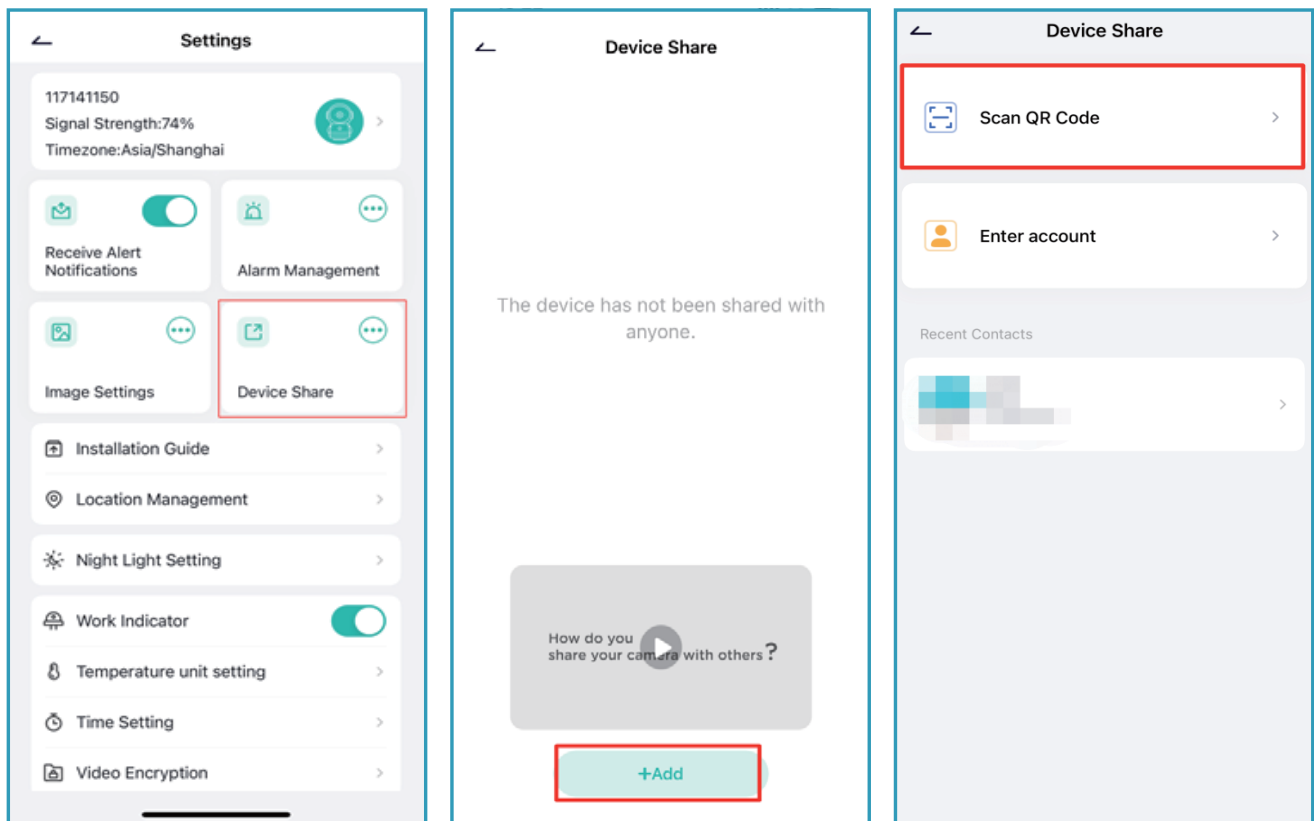 Settings
117141150
Signal Strength:74%
Timezone:Asia/Shanghai
Receive Alert
Notifications
Alarm Management
Image Settings
Device Share
Installation Guide
Location Management
Night Light Setting
Work Indicator
Temperature unit setting
Time Setting
Video Encryption
Device Share
The device has not been shared with
anyone.
How do you
share your camera with others?
+Add
Device Share
Scan QR Code
Enter account
Recent Contacts